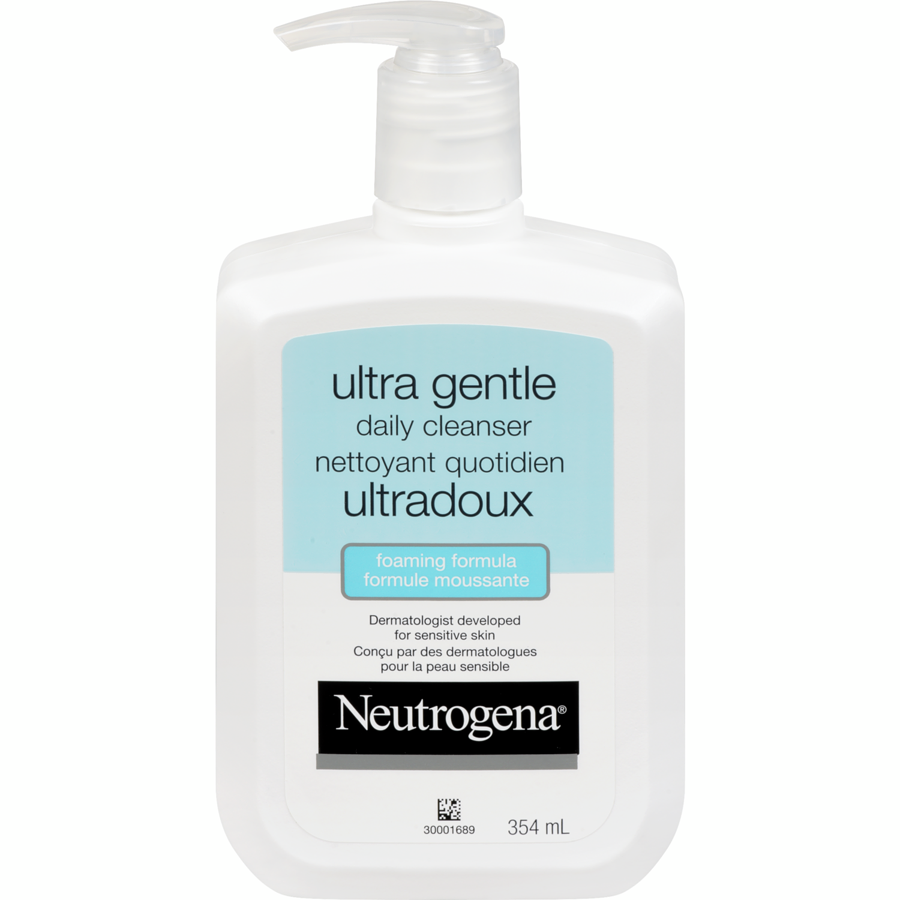 ultra gentle
daily cleanser
nettoyant quotidien
ultradoux
foaming formula
formule moussante
Dermatologist developed
for sensitive skin
Conçu par des dermatologues
pour la peau sensible
Neutrogena®
30001689
354 mL